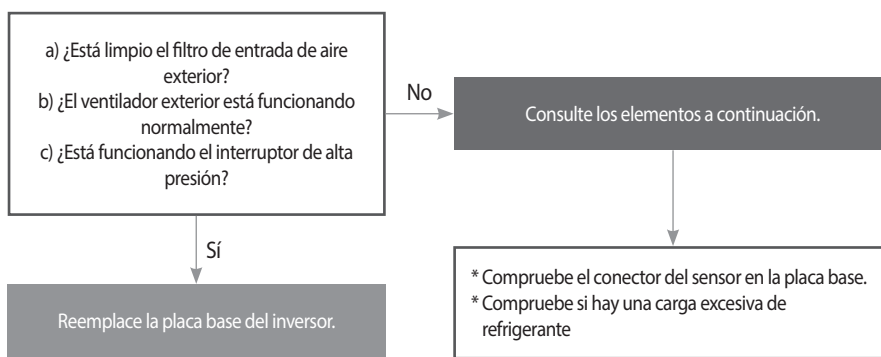 a) ¿Está limpio el filtro de entrada de aire
exterior?
b) ¿El ventilador exterior está funcionando
normalmente?
c) ¿Está funcionando el interruptor de alta
presión?
No
Consulte los elementos a continuación.
Sí
Reemplace la placa base del inversor.
* Compruebe el conector del sensor en la placa base.
* Compruebe si hay una carga excesiva de
refrigerante